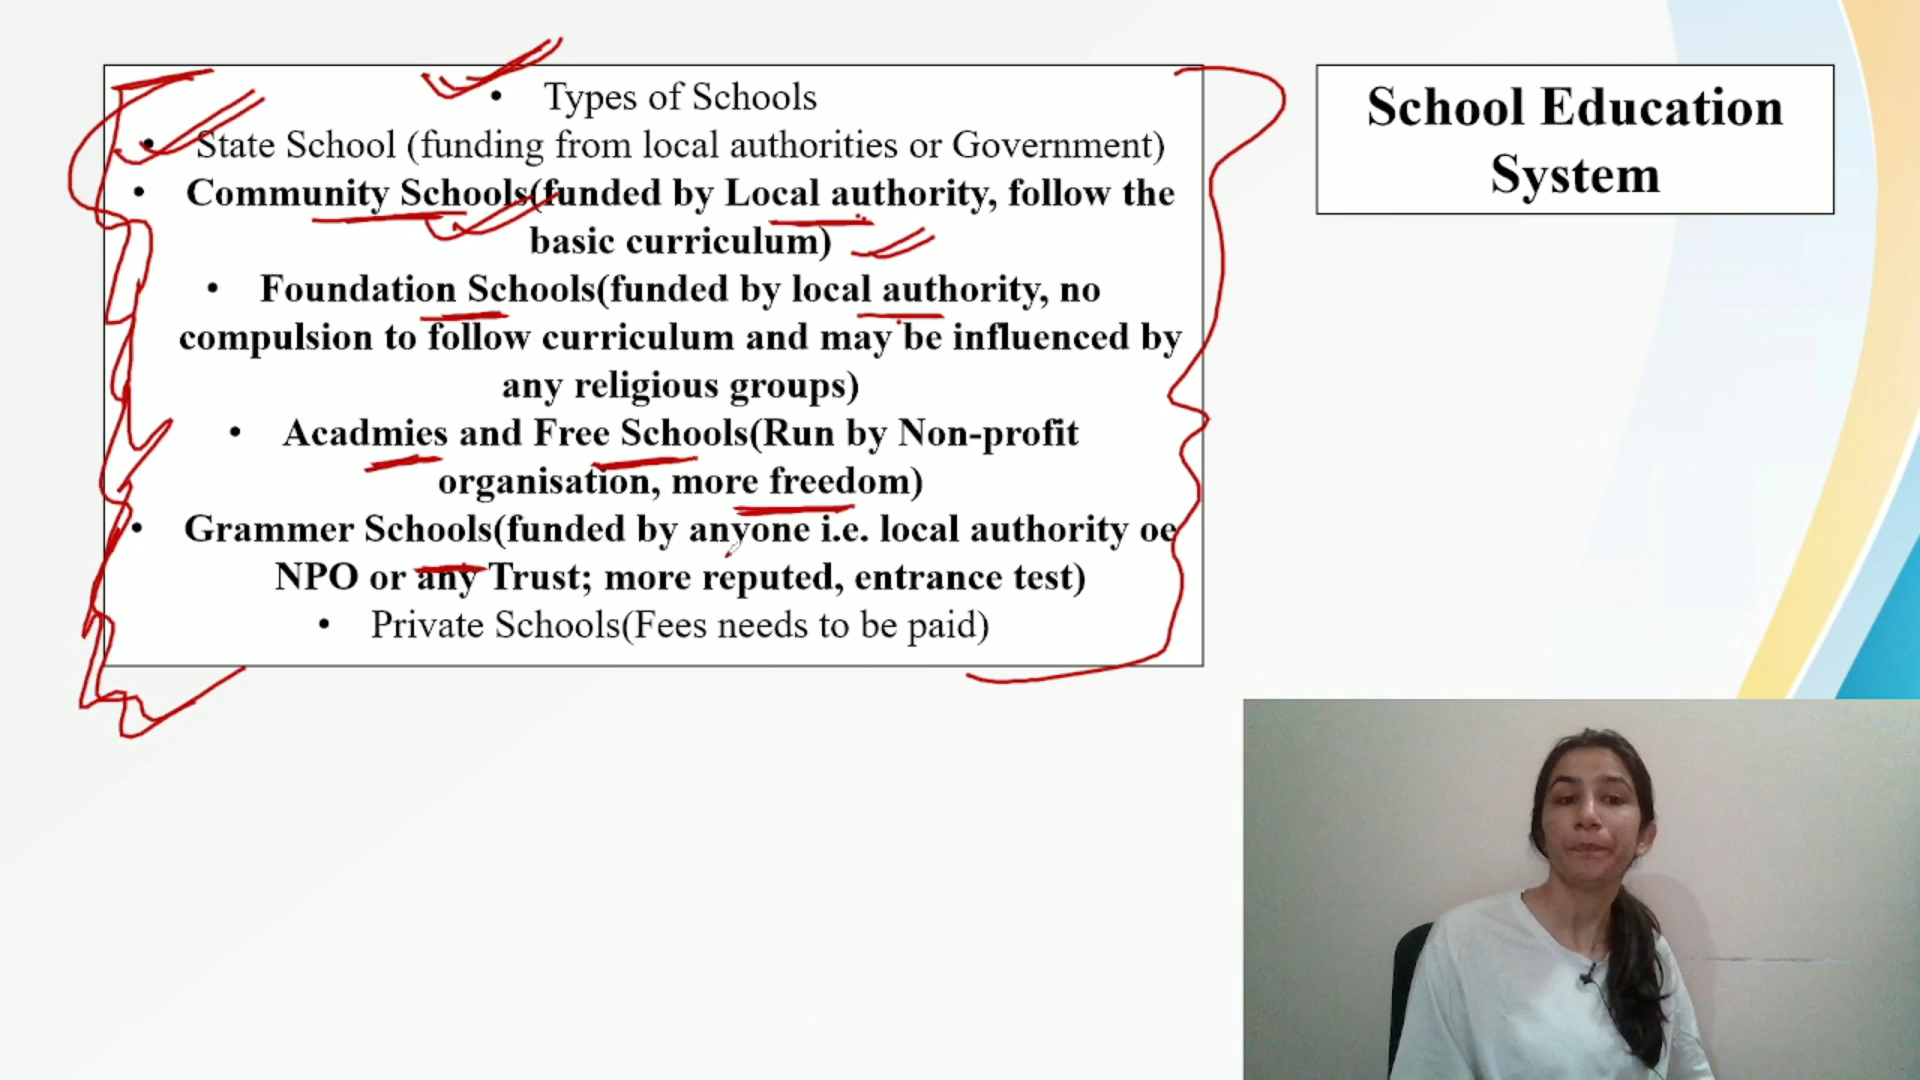 • Types of Schools
• State School (funding from local authorities or Government)
• Community Schools(funded by Local authority, follow the
basic curriculum)
• Foundation Schools(funded by local authority, no
compulsion to follow curriculum and may be influenced by
any religious groups)
• Acadmies and Free Schools(Run by Non-profit
organisation, more freedom)
• Grammer Schools(funded by anyone i.e. local authority oe
NPO or any Trust; more reputed, entrance test)
• Private Schools(Fees needs to be paid)
School Education
System